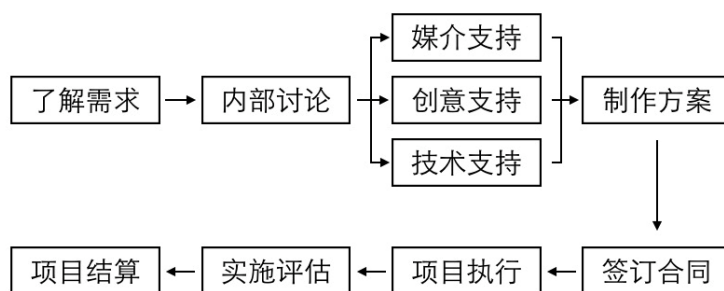 了解需求
内部讨论
媒介支持
创意支持
技术支持
制作方案
签订合同
项目执行
实施评估
项目结算